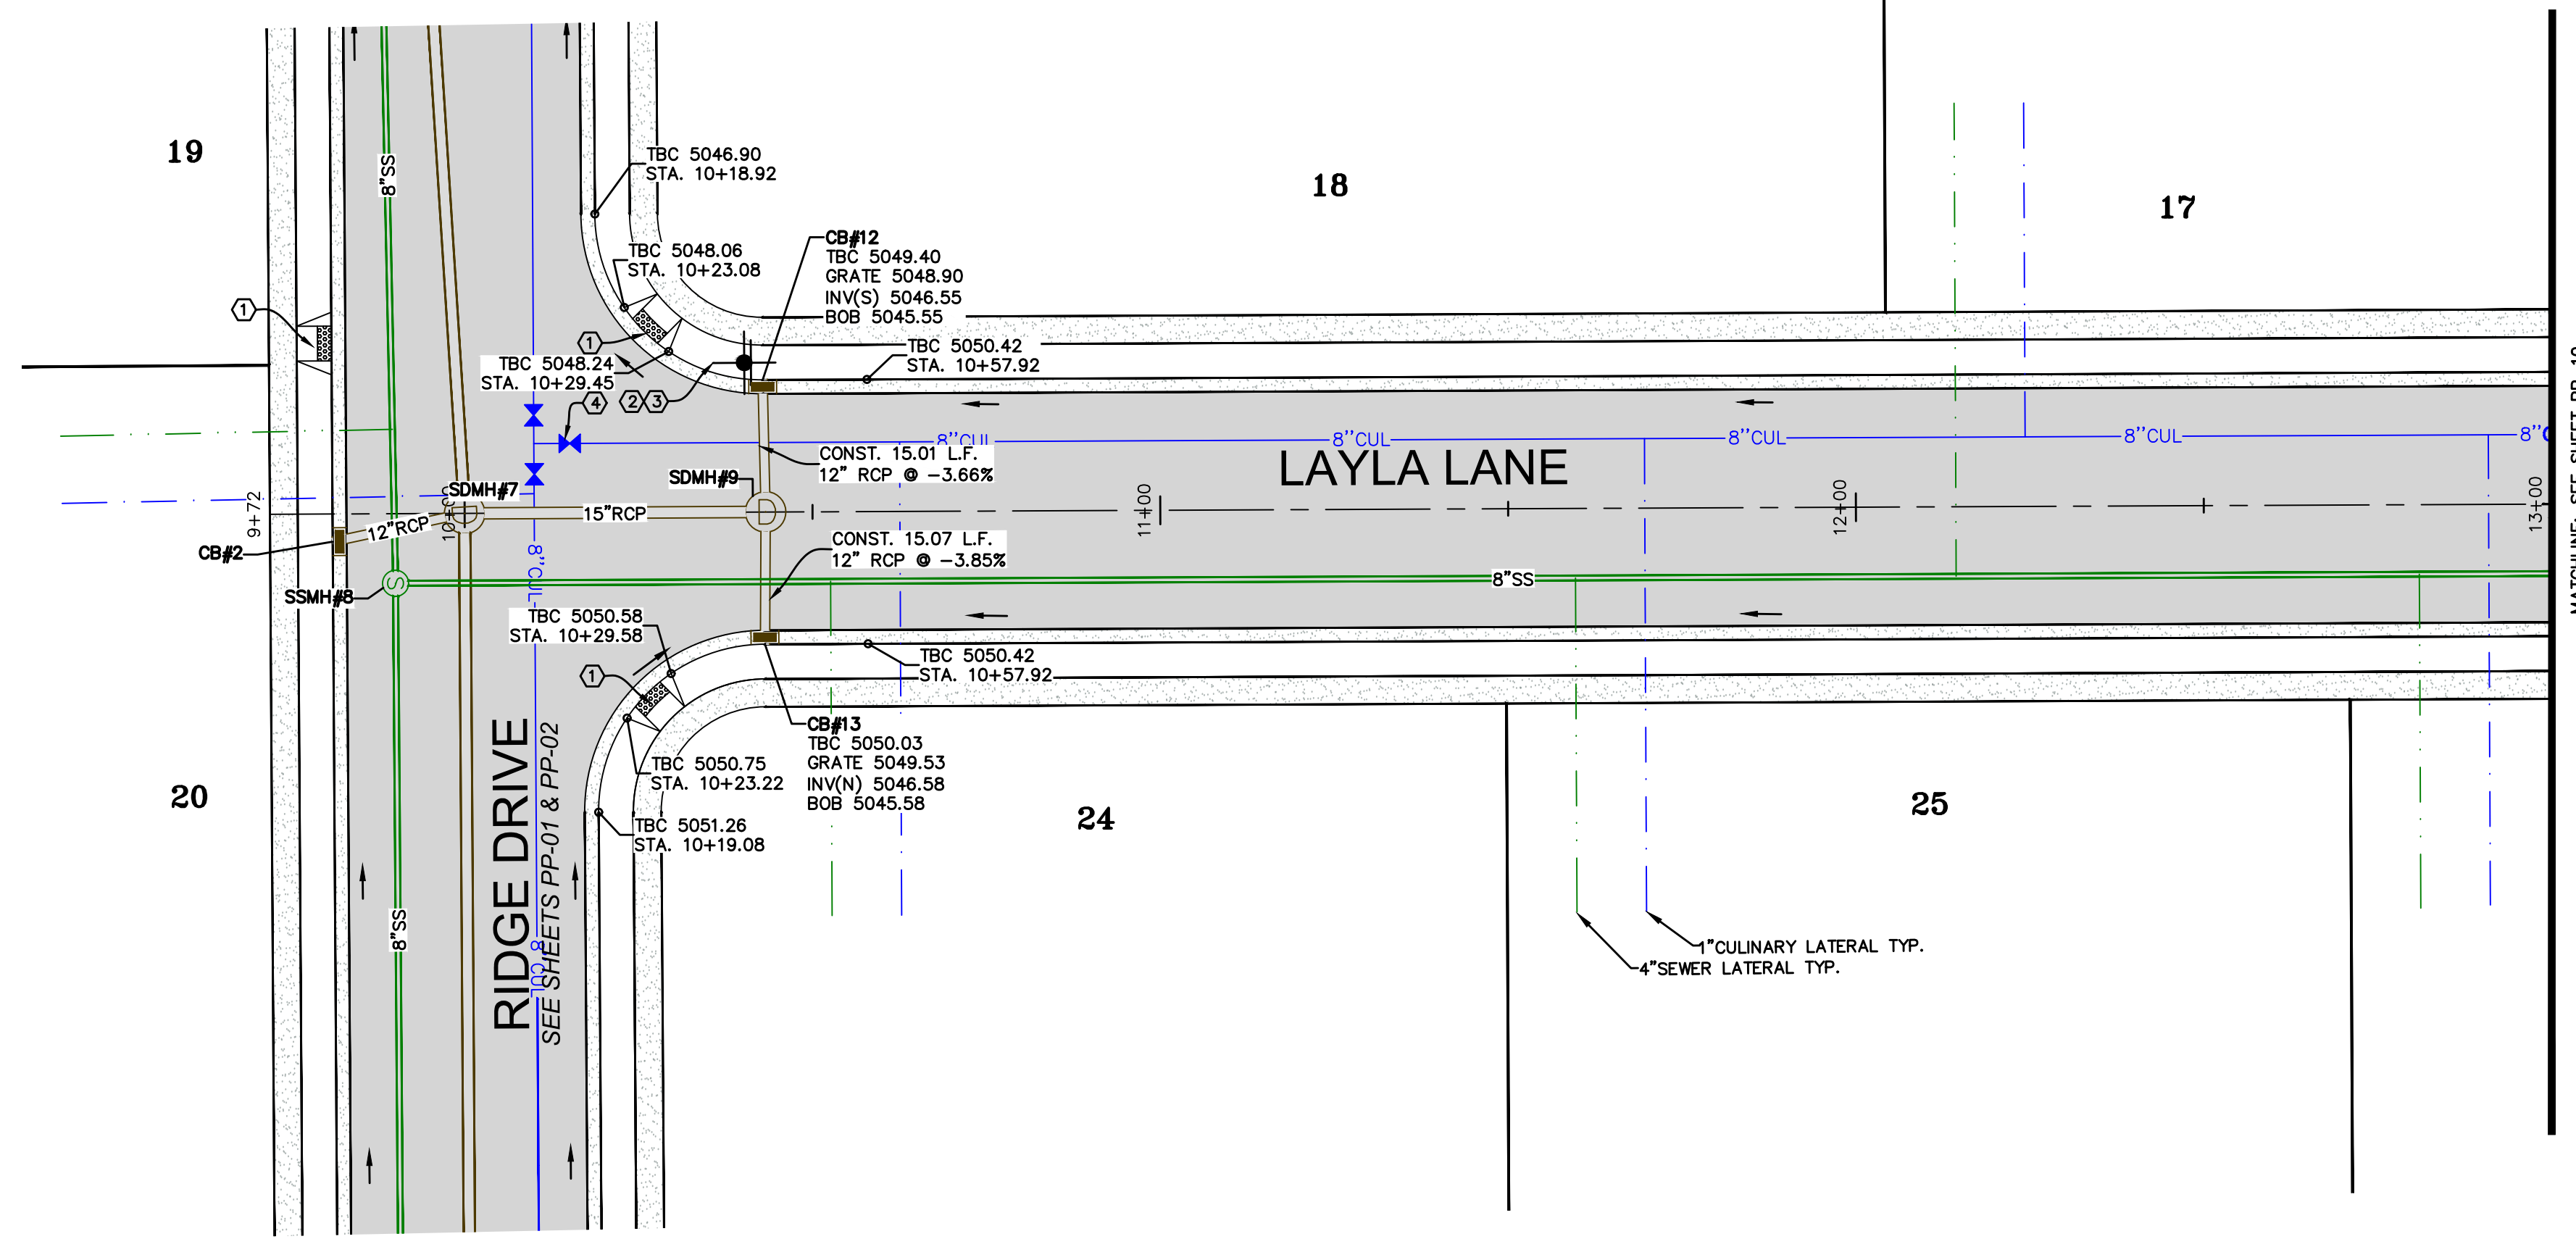 19
18
17
20
24
25
8"SS
TBC 5046.90
STA. 10+18.92
TBC 5048.06
STA. 10+23.08
CB#12
TBC 5049.40
GRATE 5048.90
INV(S) 5046.55
BOB 5045.55
1
1
TBC 5048.24
STA. 10+29.45
4
2 3
TBC 5050.42
STA. 10+57.92
8"CUL
8"CUL
8"CUL
8"CUL
CONST. 15.01 L.F.
12" RCP @ -3.66%
LAYLA LANE
SDMH#9
SDMH#7
9+72
10+00
11+00
12+00
13+00
12"RCP
15"RCP
D
CB#2
S
SSMH#8
8"CUL
CONST. 15.07 L.F.
12" RCP @ -3.85%
8"SS
TBC 5050.58
STA. 10+29.58
1
TBC 5050.42
STA. 10+57.92
CB#13
TBC 5050.03
GRATE 5049.53
INV(N) 5046.58
BOB 5045.58
TBC 5050.75
STA. 10+23.22
TBC 5051.26
STA. 10+19.08
RIDGE DRIVE
SEE SHEETS PP-01 & PP-02
8"SS
8"CUL
1"CULINARY LATERAL TYP.
4"SEWER LATERAL TYP.